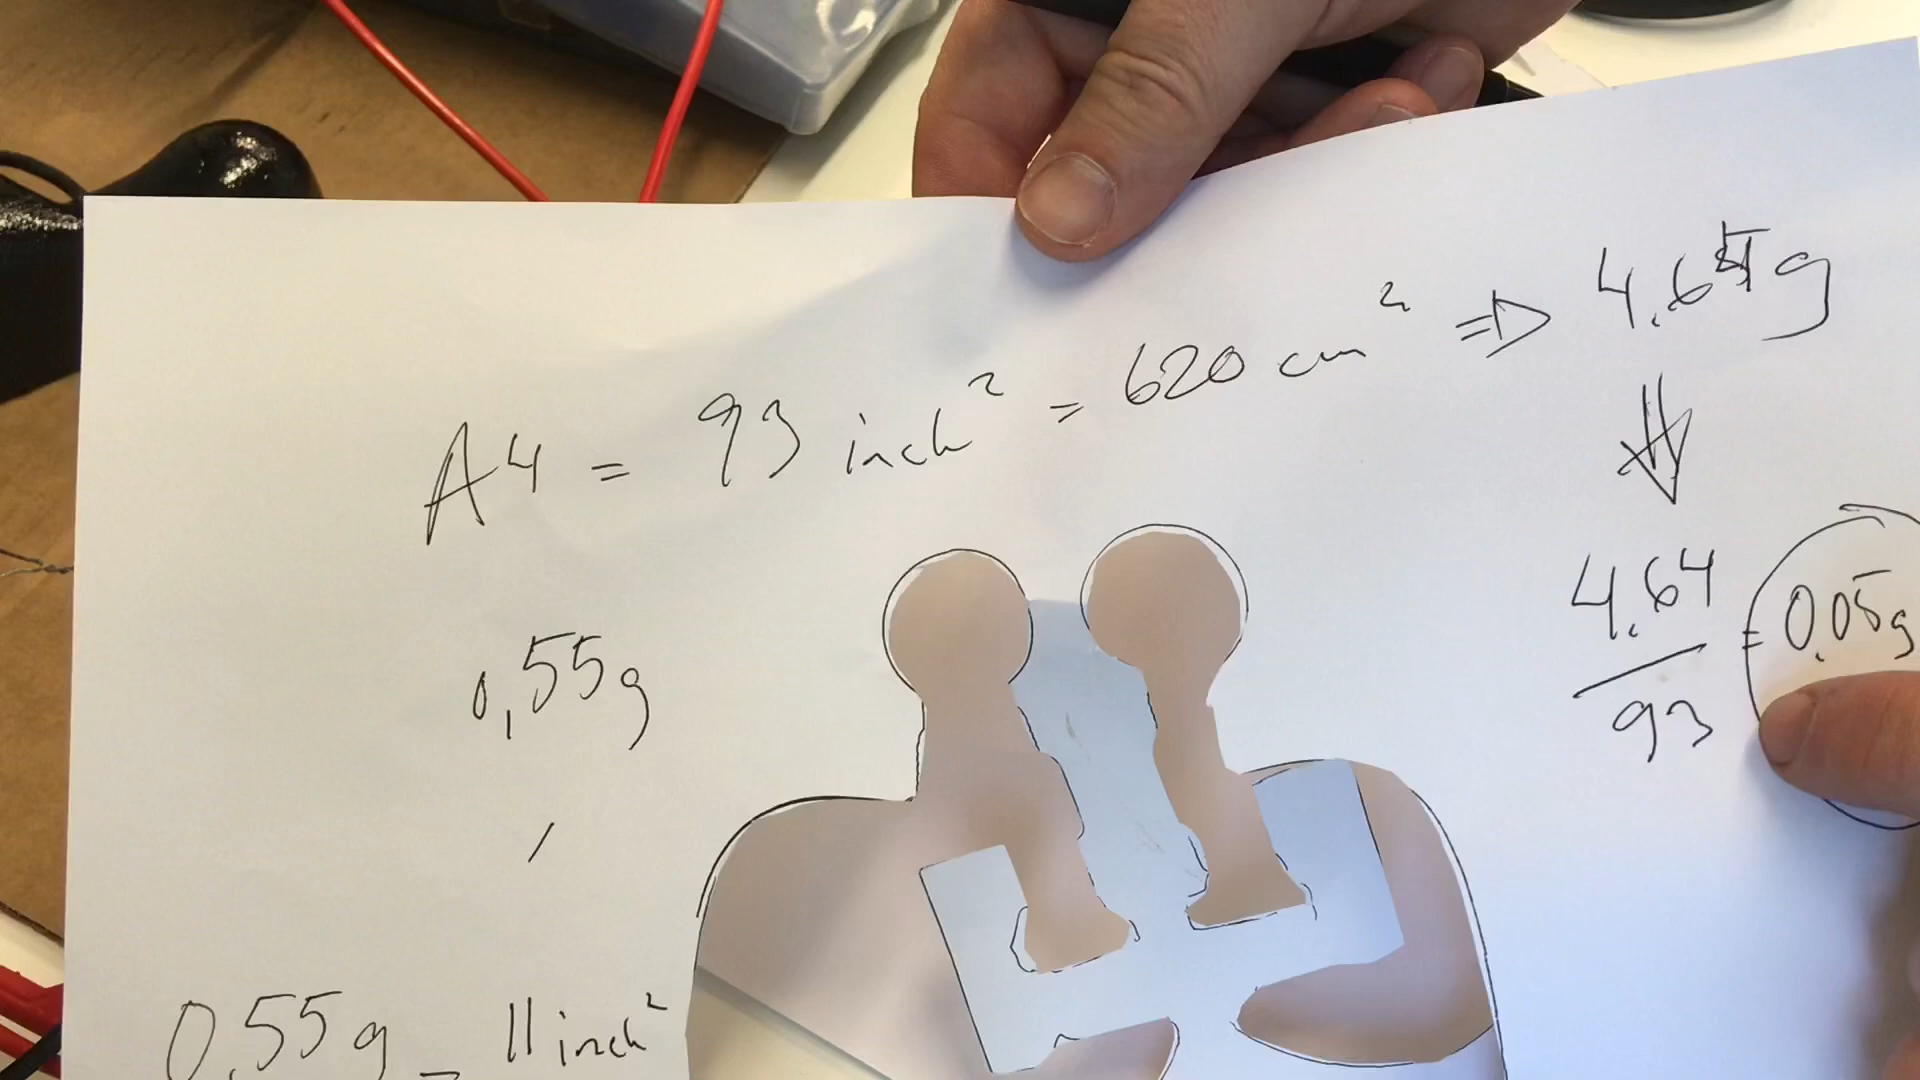 A4 = 93 inch² = 620 cm² ⇒ 4.64 g
⇓
4.64
93
= 0.05g
0,55g
0,55g = 11 inch²